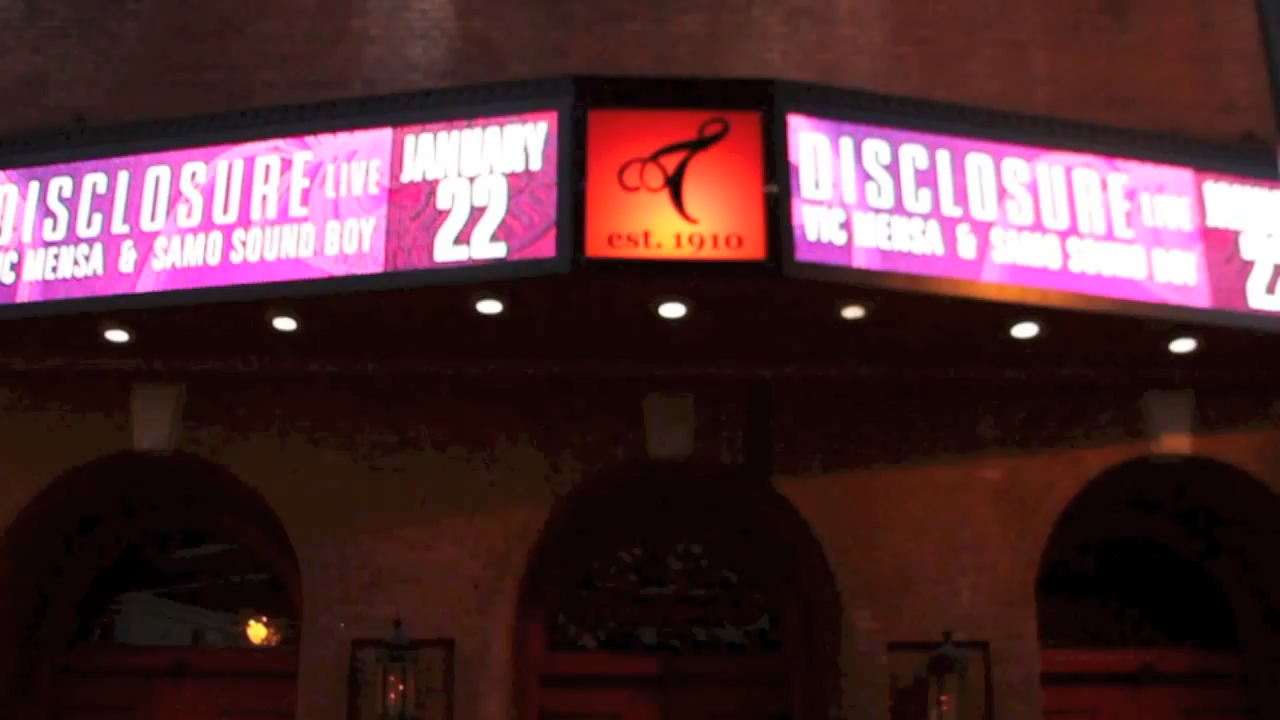 DISCLOSURE LIVE
VIC MENSA & SAMO SOUND BOY
JANUARY
22
est. 1910
DISCLOSURE LIVE
VIC MENSA & SAMO SOUND BOY